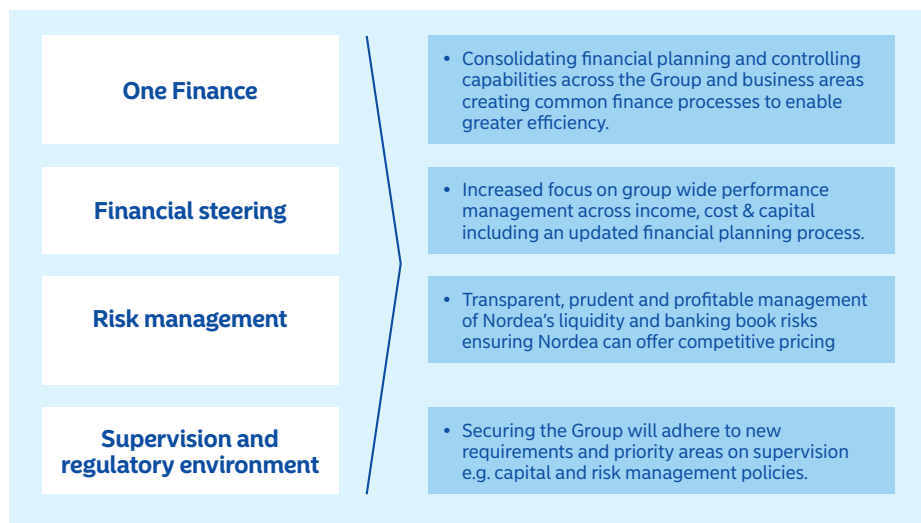 One Finance
• Consolidating financial planning and controlling
capabilities across the Group and business areas
creating common finance processes to enable
greater efficiency.
Financial steering
• Increased focus on group wide performance
management across income, cost & capital
including an updated financial planning process.
Risk management
• Transparent, prudent and profitable management
of Nordea's liquidity and banking book risks
ensuring Nordea can offer competitive pricing
Supervision and
regulatory environment
• Securing the Group will adhere to new
requirements and priority areas on supervision
e.g. capital and risk management policies.